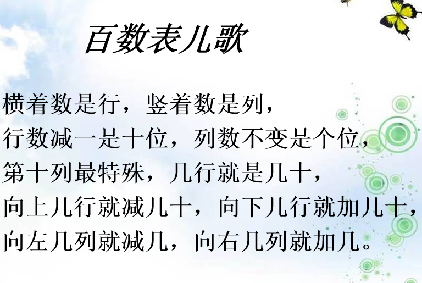 百数表儿歌
横着数是行，竖着数是列，
行数减一是十位，列数不变是个位，
第十列最特殊，几行就是几十，
向上几行就减几十，向下几行就加几十，
向左几列就减几，向右几列就加几。